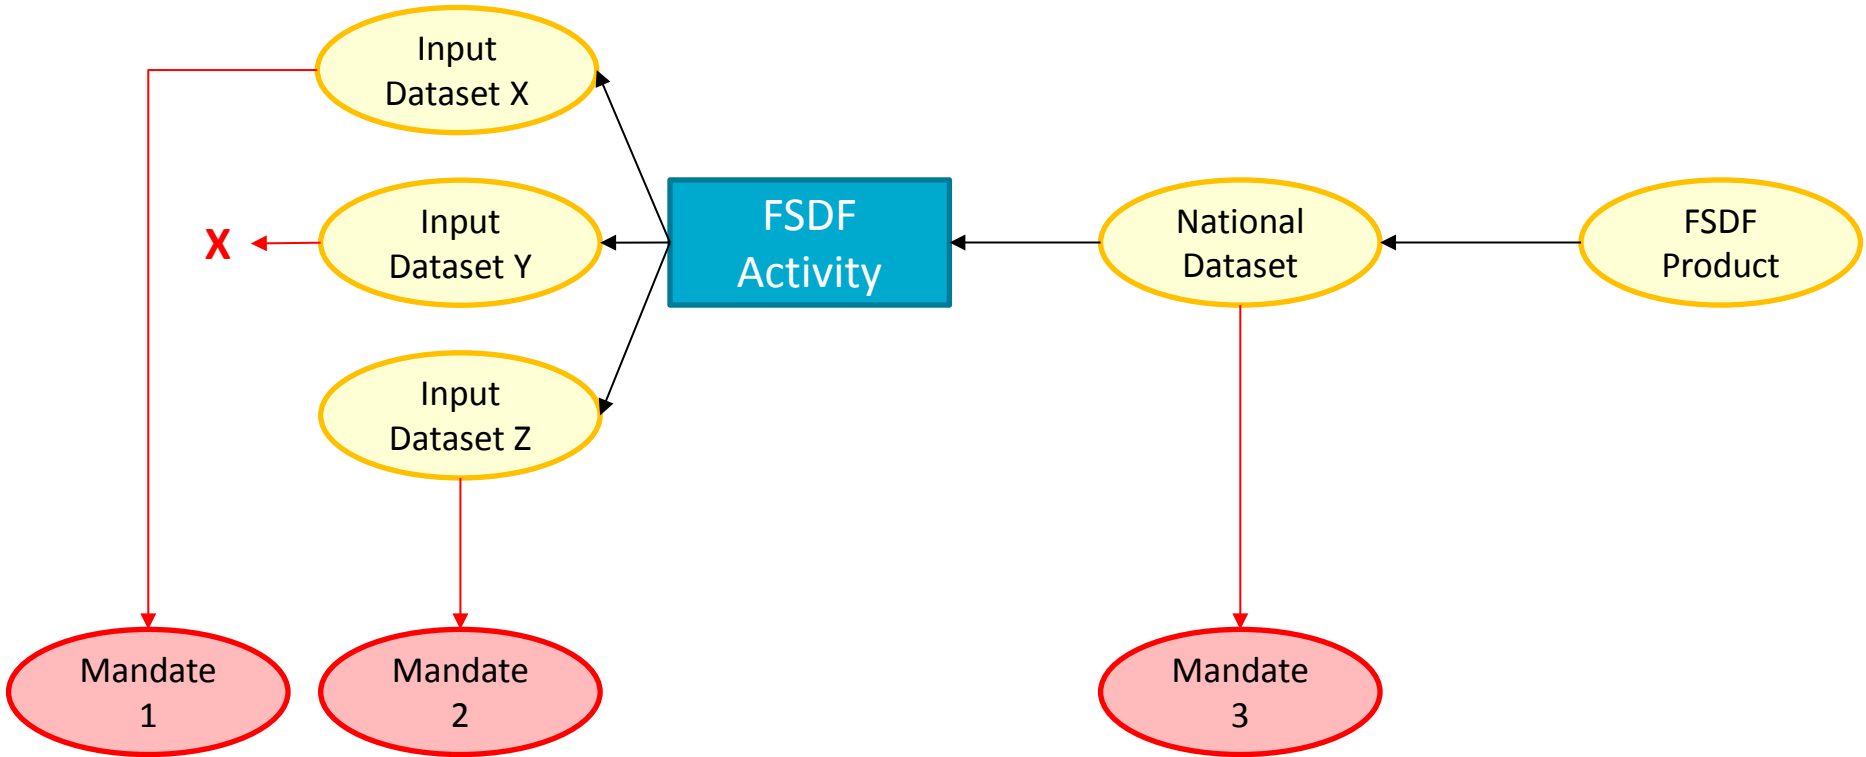 Input
Dataset X
Input
Dataset Y
X
Input
Dataset Z
FSDF
Activity
National
Dataset
FSDF
Product
Mandate
1
Mandate
2
Mandate
3